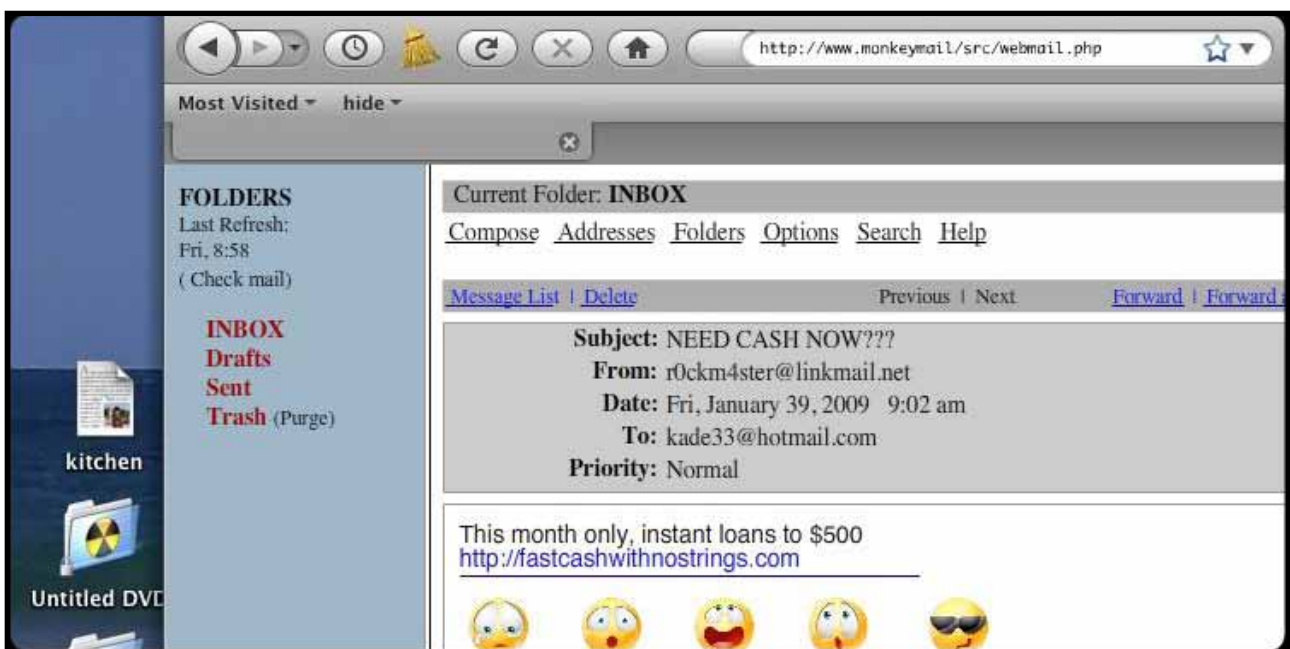 http://www.monkeymail/src/webmail.php
Most Visited hide
FOLDERS
Last Refresh:
Fri, 8:58
( Check mail)
INBOX
Drafts
Sent
Trash (Purge)
kitchen
Untitled DVD
Current Folder: INBOX
Compose Addresses Folders Options Search Help
Message List | Delete Previous | Next Forward | Forward
Subject: NEED CASH NOW???
From: r0ckm4ster@linkmail.net
Date: Fri, January 39, 2009 9:02 am
To: kade33@hotmail.com
Priority: Normal
This month only, instant loans to $500
http://fastcashwithnostrings.com